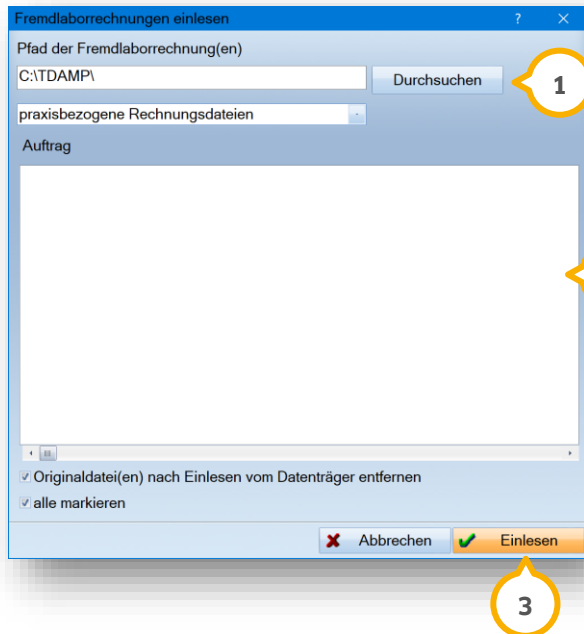 Fremdlaborrechnungen einlesen ? ×
Pfad der Fremdlaborrechnung(en)
C:\TDAMP\ Durchsuchen 1
praxisbezogene Rechnungsdateien
Auftrag
Originaldatei(en) nach Einlesen vom Datenträger entfernen
alle markieren
Abbrechen Einlesen
3